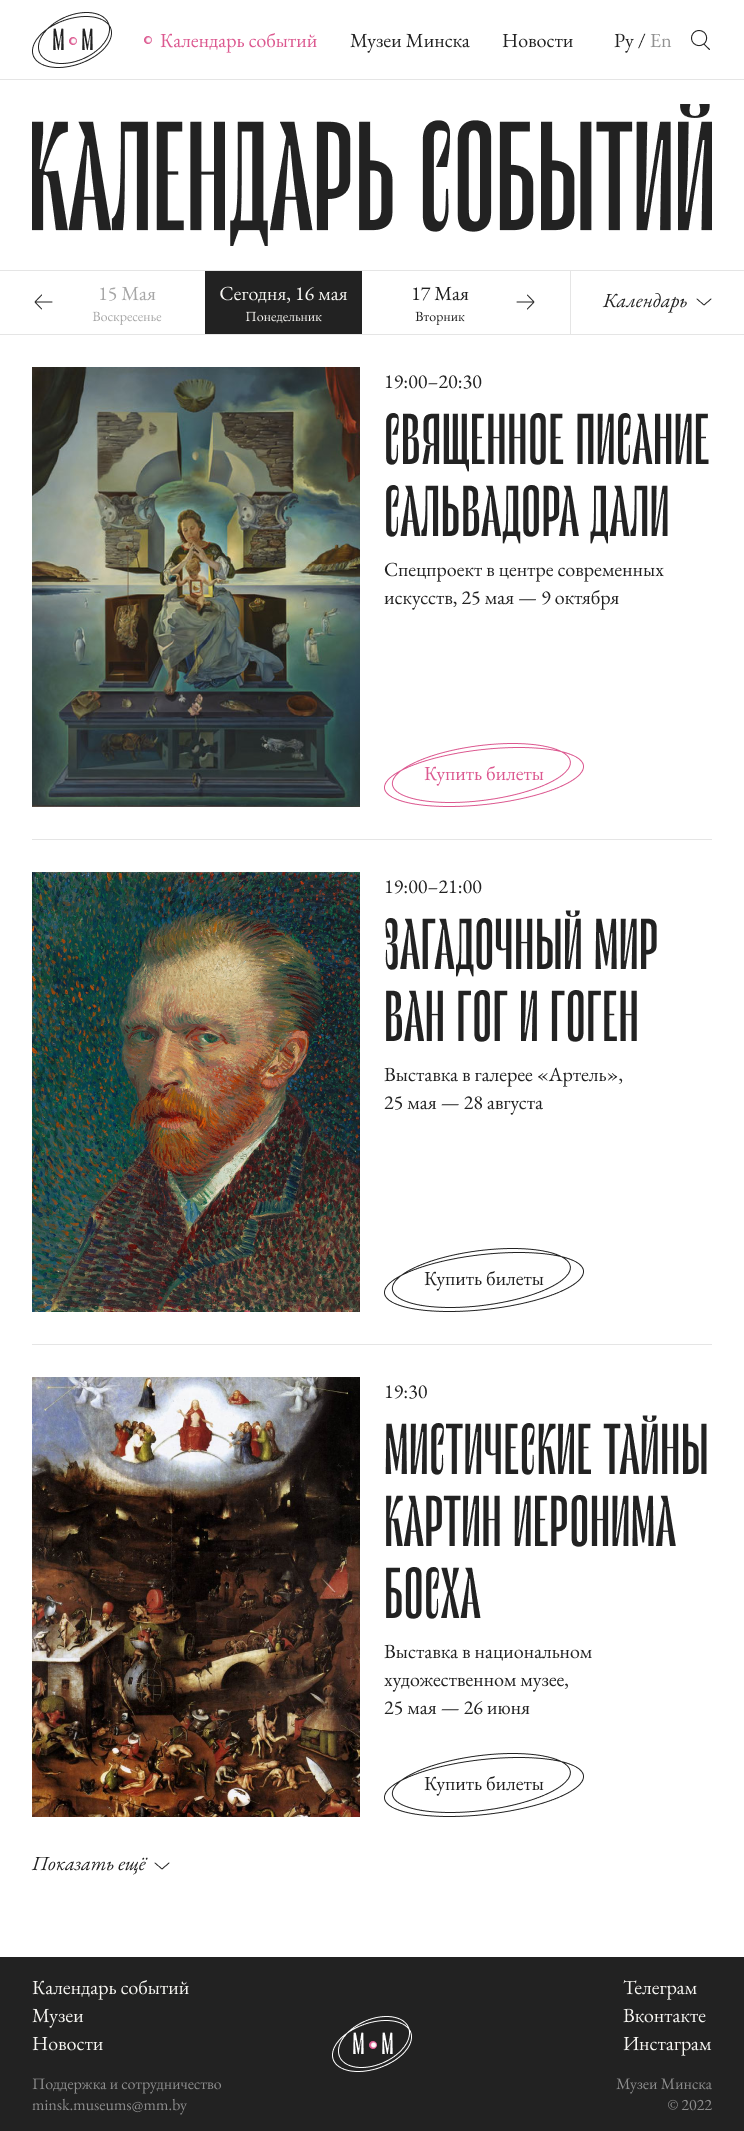 М М
Календарь событий
Музеи Минска
Новости
Ру / En
КАЛЕНДАРЬ СОБЫТИЙ
15 Мая
Воскресенье
Сегодня, 16 мая
Понедельник
17 Мая
Вторник
Календарь
19:00–20:30
СВЯЩЕННОЕ ПИСАНИЕ
САЛЬВАДОРА ДАЛИ
Спецпроект в центре современных
искусств, 25 мая — 9 октября
Купить билеты
19:00–21:00
ЗАГАДОЧНЫЙ МИР
ВАН ГОГ И ГОГЕН
Выставка в галерее «Артель»,
25 мая — 28 августа
Купить билеты
19:30
МИСТИЧЕСКИЕ ТАЙНЫ
КАРТИН ИЕРОНИМА
БОСХА
Выставка в национальном
художественном музее,
25 мая — 26 июня
Купить билеты
Показать ещё
Календарь событий
Музеи
Новости
Поддержка и сотрудничество
minsk.museums@mm.by
М М
Телеграм
Вконтакте
Инстаграм
Музеи Минска
© 2022